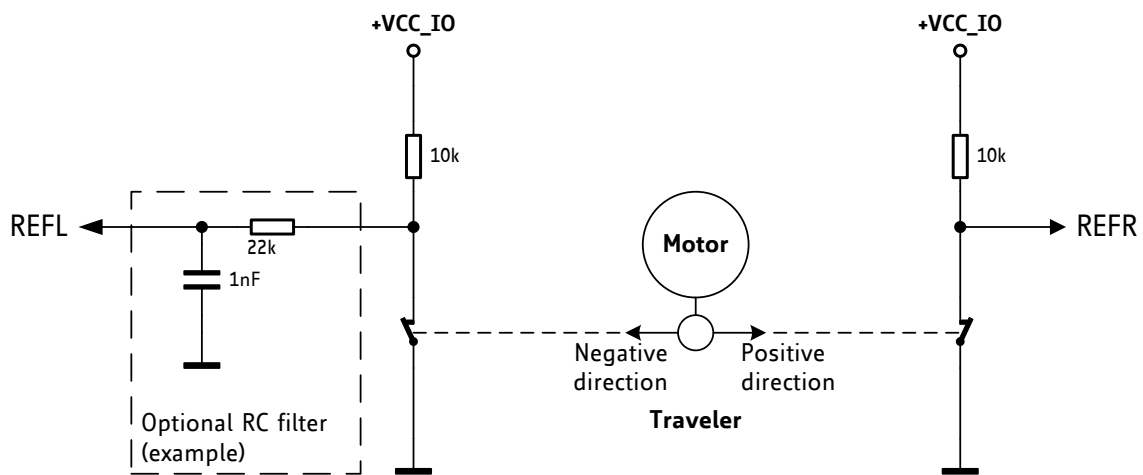 +VCC_IO
+VCC_IO
10k
10k
REFL
22k
1nF
Motor
REFR
Negative
direction
Positive
direction
Traveler
Optional RC filter
(example)